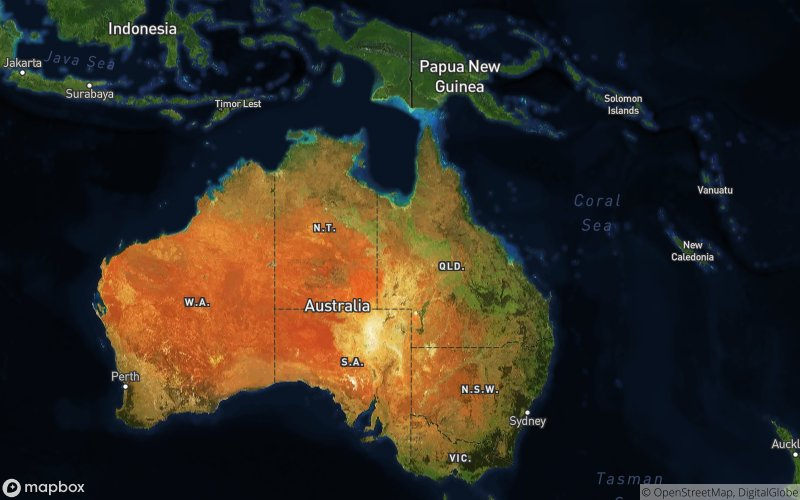 Indonesia
Jakarta
Java Sea
Surabaya
Timor Lest
Papua New
Guinea
Solomon
Islands
Vanuatu
Coral
Sea
New
Caledonia
N.T.
QLD.
W.A.
Australia
S.A.
Perth
N.S.W.
Sydney
VIC.
Auckl
Tasman
mapbox
© OpenStreetMap, DigitalGlobe